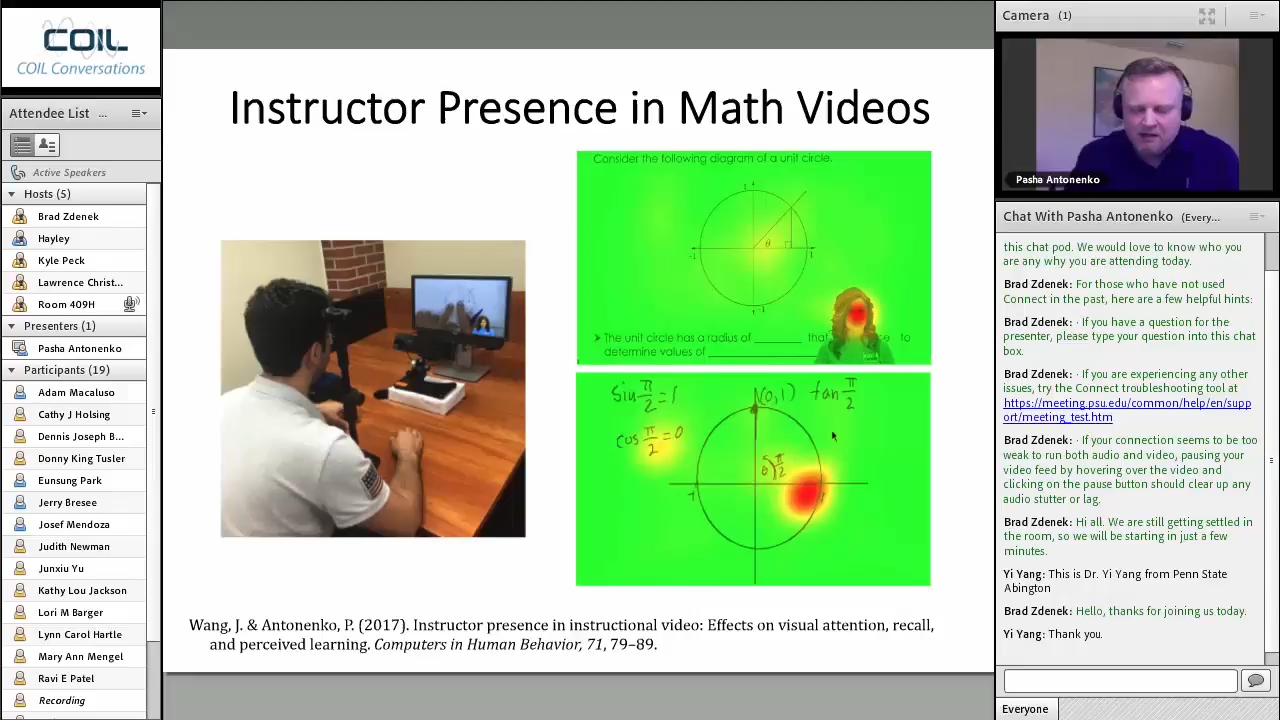 COIL
COIL Conversations
Attendee List
Active Speakers
Hosts (5)
Brad Zdenek
Hayley
Kyle Peck
Lawrence Christ...
Room 409H
Presenters (1)
Pasha Antonenko
Participants (19)
Adam Macaluso
Cathy J Holsing
Dennis Joseph B...
Donny King Tusler
Eunsung Park
Jerry Bresee
Josef Mendoza
Judith Newman
Junxiu Yu
Kathy Lou Jackson
Lori M Barger
Lynn Carol Hartle
Mary Ann Mengel
Ravi E Patel
Recording
Instructor Presence in Math Videos
Consider the following diagram of a unit circle.
1
θ
-1
1
-1
➤ The unit circle has a radius of ______ that to
determine values of
sin π/2 = 1
N(0,1) tan π/2
cos π/2 = 0
θ π/2
-1
1
Wang, J. & Antonenko, P. (2017). Instructor presence in instructional video: Effects on visual attention, recall,
and perceived learning. Computers in Human Behavior, 71, 79–89.
Camera (1)
Pasha Antonenko
Chat With Pasha Antonenko (Every...
this chat pod. We would love to know who you
are any why you are attending today.
Brad Zdenek: For those who have not used
Connect in the past, here are a few helpful hints:
Brad Zdenek: · If you have a question for the
presenter, please type your question into this chat
box.
Brad Zdenek: · If you are experiencing any other
issues, try the Connect troubleshooting tool at
https://meeting.psu.edu/common/help/en/supp
ort/meeting_test.htm
Brad Zdenek: · If your connection seems to be too
weak to run both audio and video, pausing your
video feed by hovering over the video and
clicking on the pause button should clear up any
audio stutter or lag.
Brad Zdenek: Hi all. We are still getting settled in
the room, so we will be starting in just a few
minutes.
Yi Yang: This is Dr. Yi Yang from Penn State
Abington
Brad Zdenek: Hello, thanks for joining us today.
Yi Yang: Thank you.
Everyone